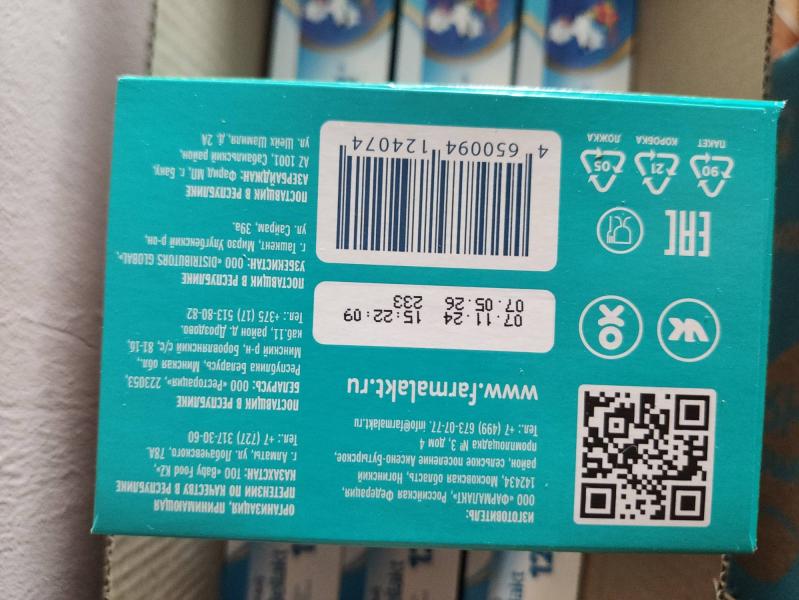 ИЗГОТОВИТЕЛЬ:
ООО «ФАРМАЛАКТ», Российская Федерация,
142434, Московская область, Ногинский
район, сельское поселение Аксено-Бутырское,
промплощадка № 3, дом 4
Тел.: +7 (499) 673-07-77. info@farmalakt.ru
www.farmalakt.ru
ОРГАНИЗАЦИЯ, ПРИНИМАЮЩАЯ
ПРЕТЕНЗИИ ПО КАЧЕСТВУ В РЕСПУБЛИКЕ
КАЗАХСТАН: ТОО «Baby Food KZ»,
г. Алматы, ул. Лобачевского, 78А.
Тел.: +7 (727) 317-30-60
ПОСТАВЩИК В РЕСПУБЛИКЕ
БЕЛАРУСЬ: ООО «Ресторация», 223053,
Республика Беларусь, Минская обл.,
Минский р-н, Боровлянский с/с, 81-1б,
каб.11, район д. Дроздово.
Тел.: +375 (17) 513-80-82
ПОСТАВЩИК В РЕСПУБЛИКЕ
УЗБЕКИСТАН: ООО «DISTRIBUTORS GLOBAL»,
г. Ташкент, Мирзо Улугбекский р-он,
ул. Сайрам, 39а.
ПОСТАВЩИК В РЕСПУБЛИКЕ
АЗЕРБАЙДЖАН: Фарид МП, г. Баку,
AZ 1001, Сабаильский район,
ул. Шейх Шамиля, д. 2А
07.11.24 15:22:09
07.05.26 233
4 650094 124074
EAC
90
ПАКЕТ
21
КОРОБКА
05
ЛОЖКА